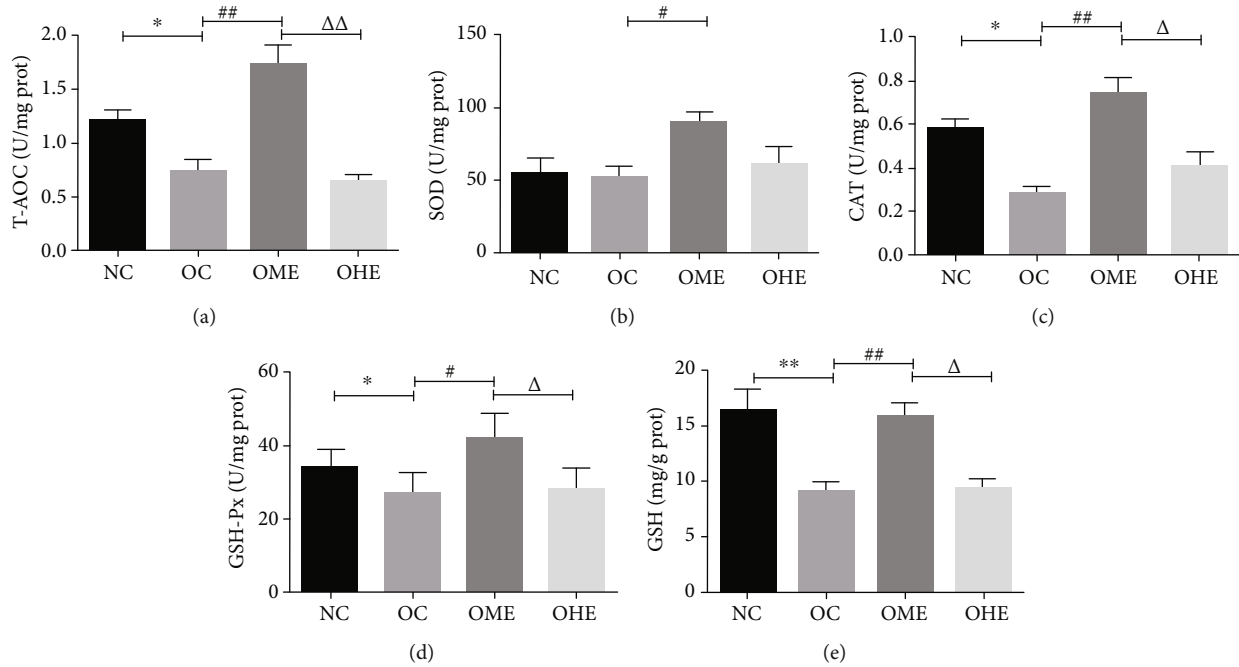 * ## ΔΔ
2.0
1.5
1.0
0.5
0.0
T-AOC (U/mg prot)
NC OC OME OHE
(a)
#
150
100
50
0
SOD (U/mg prot)
NC OC OME OHE
(b)
* ## Δ
1.0
0.8
0.6
0.4
0.2
0.0
CAT (U/mg prot)
NC OC OME OHE
(c)
* # Δ
60
40
20
0
GSH-Px (U/mg prot)
NC OC OME OHE
(d)
** ## Δ
20
15
10
5
0
GSH (mg/g prot)
NC OC OME OHE
(e)